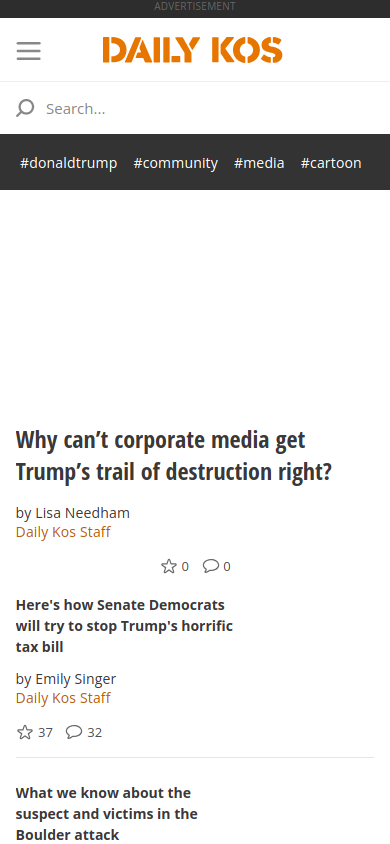 ADVERTISEMENT
DAILY KOS
Search...
#donaldtrump #community #media #cartoon
Why can’t corporate media get
Trump’s trail of destruction right?
by Lisa Needham
Daily Kos Staff
0 0
Here's how Senate Democrats
will try to stop Trump's horrific
tax bill
by Emily Singer
Daily Kos Staff
37 32
What we know about the
suspect and victims in the
Boulder attack